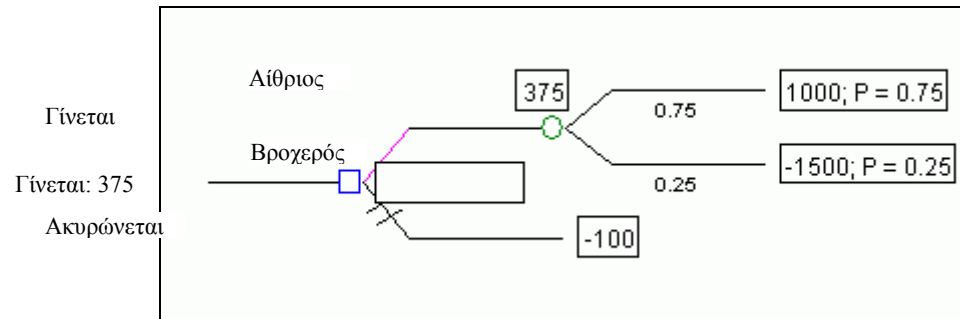 Αίθριος
375
1000; P = 0.75
0.75
Γίνεται
Βροχερός
-1500; P = 0.25
Γίνεται: 375
0.25
Ακυρώνεται
-100